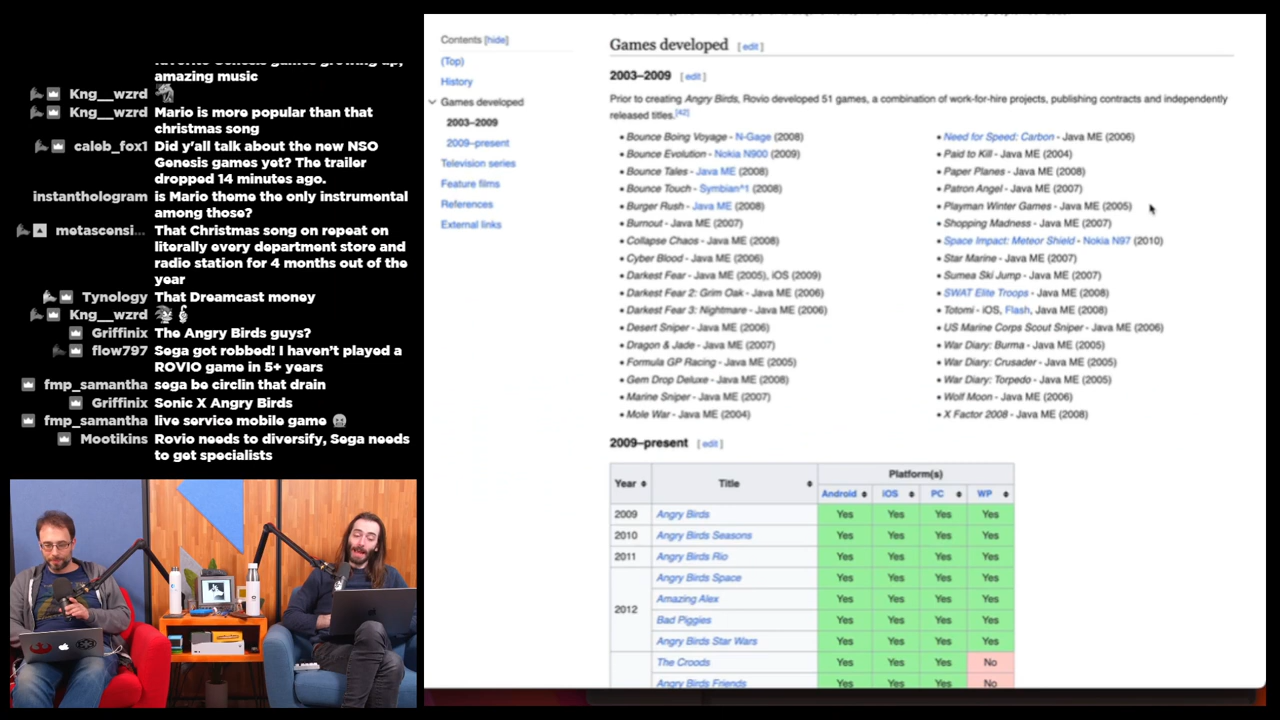 amazing music
Kng__wzrd
Kng__wzrd Mario is more popular than that
christmas song
caleb_fox1 Did y'all talk about the new NSO
Genesis games yet? The trailer
dropped 14 minutes ago.
instanthologram is Mario theme the only instrumental
among those?
metascensi... That Christmas song on repeat on
literally every department store and
radio station for 4 months out of the
year
Tynology That Dreamcast money
Kng__wzrd
Griffinix The Angry Birds guys?
flow797 Sega got robbed! I haven't played a
ROVIO game in 5+ years
fmp_samantha sega be circlin that drain
Griffinix Sonic X Angry Birds
fmp_samantha live service mobile game
Mootikins Rovio needs to diversify, Sega needs
to get specialists
Contents [hide]
(Top)
History
Games developed
2003–2009
2009–present
Television series
Feature films
References
External links
Games developed [ edit ]
2003–2009 [ edit ]
Prior to creating Angry Birds, Rovio developed 51 games, a combination of work-for-hire projects, publishing contracts and independently
released titles.[42]
• Bounce Boing Voyage - N-Gage (2008)
• Bounce Evolution - Nokia N900 (2009)
• Bounce Tales - Java ME (2008)
• Bounce Touch - Symbian^1 (2008)
• Burger Rush - Java ME (2008)
• Burnout - Java ME (2007)
• Collapse Chaos - Java ME (2008)
• Cyber Blood - Java ME (2006)
• Darkest Fear - Java ME (2005), iOS (2009)
• Darkest Fear 2: Grim Oak - Java ME (2006)
• Darkest Fear 3: Nightmare - Java ME (2006)
• Desert Sniper - Java ME (2006)
• Dragon & Jade - Java ME (2007)
• Formula GP Racing - Java ME (2005)
• Gem Drop Deluxe - Java ME (2008)
• Marine Sniper - Java ME (2007)
• Mole War - Java ME (2004)
• Need for Speed: Carbon - Java ME (2006)
• Paid to Kill - Java ME (2004)
• Paper Planes - Java ME (2008)
• Patron Angel - Java ME (2007)
• Playman Winter Games - Java ME (2005)
• Shopping Madness - Java ME (2007)
• Space Impact: Meteor Shield - Nokia N97 (2010)
• Star Marine - Java ME (2007)
• Sumea Ski Jump - Java ME (2007)
• SWAT Elite Troops - Java ME (2008)
• Totomi - iOS, Flash, Java ME (2008)
• US Marine Corps Scout Sniper - Java ME (2006)
• War Diary: Burma - Java ME (2005)
• War Diary: Crusader - Java ME (2005)
• War Diary: Torpedo - Java ME (2005)
• Wolf Moon - Java ME (2006)
• X Factor 2008 - Java ME (2008)
2009–present [ edit ]
Year Title Platform(s)
Android iOS PC WP
2009 Angry Birds Yes Yes Yes Yes
2010 Angry Birds Seasons Yes Yes Yes Yes
2011 Angry Birds Rio Yes Yes Yes Yes
2012 Angry Birds Space Yes Yes Yes Yes
Amazing Alex Yes Yes Yes Yes
Bad Piggies Yes Yes Yes Yes
Angry Birds Star Wars Yes Yes Yes Yes
The Croods Yes Yes Yes No
Angry Birds Friends Yes Yes Yes No